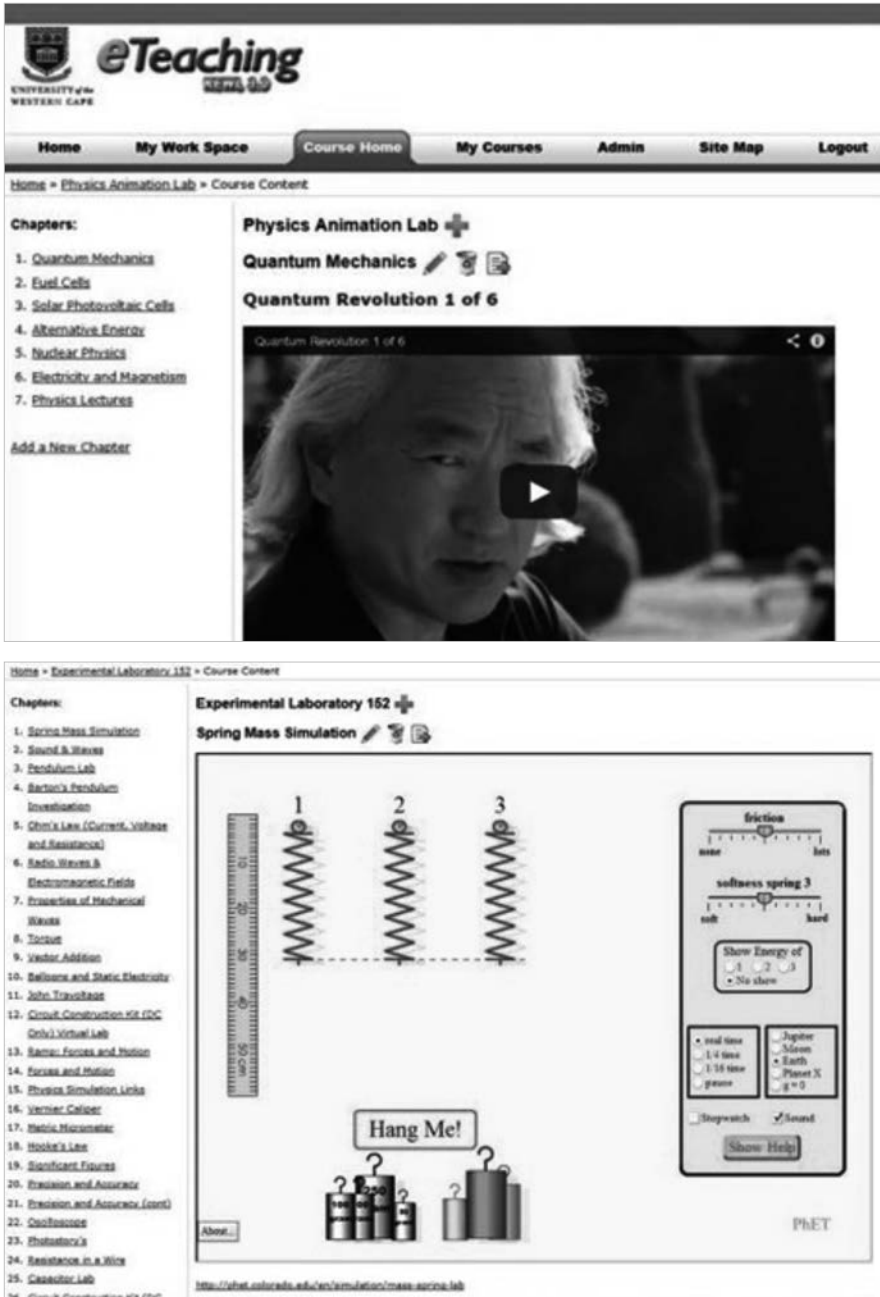 eTeaching
KEWL 3.0
UNIVERSITY of the
WESTERN CAPE
Home My Work Space Course Home My Courses Admin Site Map Logout
Home » Physics Animation Lab » Course Content
Chapters:
1. Quantum Mechanics
2. Fuel Cells
3. Solar Photovoltaic Cells
4. Alternative Energy
5. Nuclear Physics
6. Electricity and Magnetism
7. Physics Lectures
Add a New Chapter
Physics Animation Lab
Quantum Mechanics
Quantum Revolution 1 of 6
Quantum Revolution 1 of 6
Home » Experimental Laboratory 152 » Course Content
Chapters:
1. Spring Mass Simulation
2. Sound & Waves
3. Pendulum Lab
4. Barton's Pendulum
Investigation
5. Ohm's Law (Current, Voltage
and Resistance)
6. Radio Waves &
Electromagnetic Fields
7. Properties of Mechanical
Waves
8. Torque
9. Vector Addition
10. Balloons and Static Electricity
11. John Travoltage
12. Circuit Construction Kit (DC
Only) Virtual Lab
13. Ramp: Forces and Motion
14. Forces and Motion
15. Physics Simulation Links
16. Vernier Caliper
17. Metric Micrometer
18. Hooke's Law
19. Significant Figures
20. Precision and Accuracy
21. Precision and Accuracy (cont)
22. Oscilloscope
23. Photostory's
24. Resistance in a Wire
25. Capacitor Lab
26. Circuit Construction Kit (DC
Experimental Laboratory 152
Spring Mass Simulation
1 2 3
10
20
30
40
50 cm
friction
none lots
softness spring 3
soft hard
Show Energy of
1 2 3
No show
real time
1/4 time
1/16 time
pause
Jupiter
Moon
Earth
Planet X
g = 0
Stopwatch Sound
Show Help
Hang Me!
250
100
About...
PhET
http://phet.colorado.edu/en/simulation/mass-spring-lab